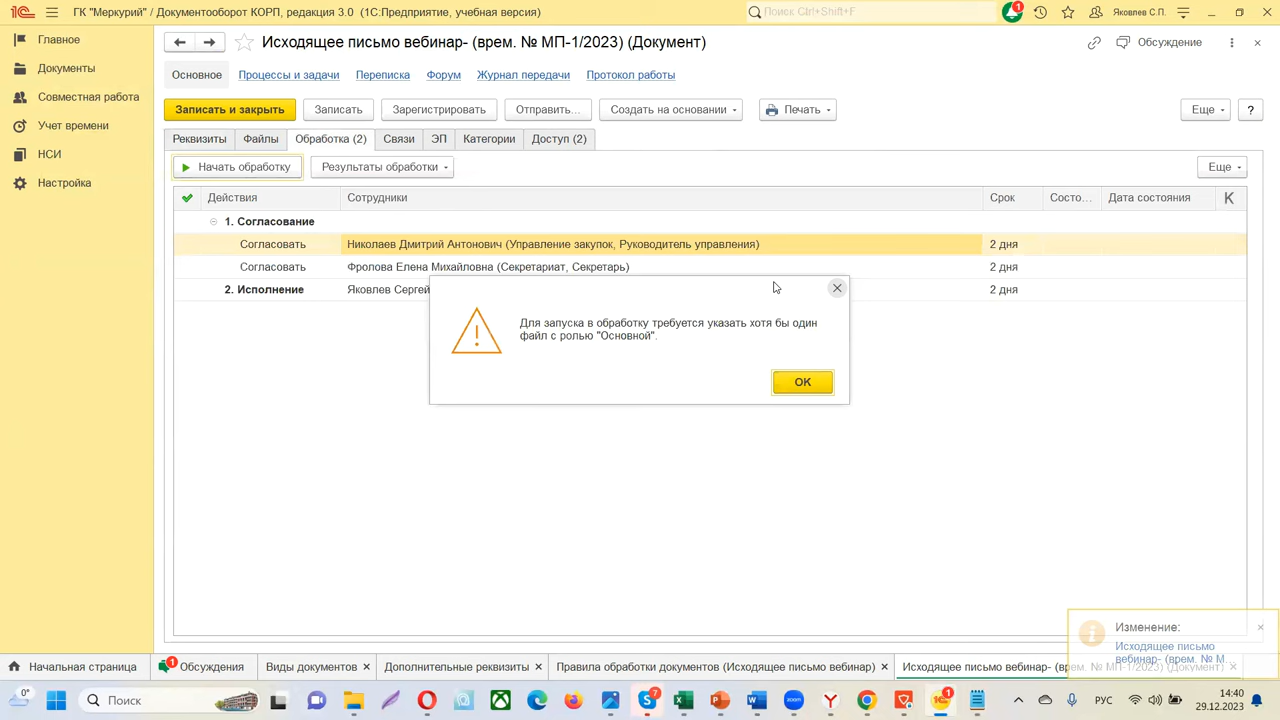 ГК "Меркурий" / Документооборот КОРП, редакция 3.0 (1С:Предприятие, учебная версия)
Поиск Ctrl+Shift+F
1
Яковлев С.П.
Главное
Документы
Совместная работа
Учет времени
НСИ
Настройка
Исходящее письмо вебинар- (врем. № МП-1/2023) (Документ)
Обсуждение
Основное Процессы и задачи Переписка Форум Журнал передачи Протокол работы
Записать и закрыть Записать Зарегистрировать Отправить... Создать на основании Печать Еще ?
Реквизиты Файлы Обработка (2) Связи ЭП Категории Доступ (2)
Начать обработку Результаты обработки Еще
Действия Сотрудники Срок Состо... Дата состояния К
1. Согласование
Согласовать Николаев Дмитрий Антонович (Управление закупок, Руководитель управления) 2 дня
Согласовать Фролова Елена Михайловна (Секретариат, Секретарь) 2 дня
2. Исполнение Яковлев Сергей 2 дня
Для запуска в обработку требуется указать хотя бы один
файл с ролью "Основной".
OK
Изменение:
Исходящее письмо
вебинар- (врем. № М...
Начальная страница 1 Обсуждения Виды документов Дополнительные реквизиты Правила обработки документов (Исходящее письмо вебинар) Исходящее письмо вебинар- (врем. № МП-1/2023) (Документ)
0°
Поиск
7
1
РУС
14:40
29.12.2023